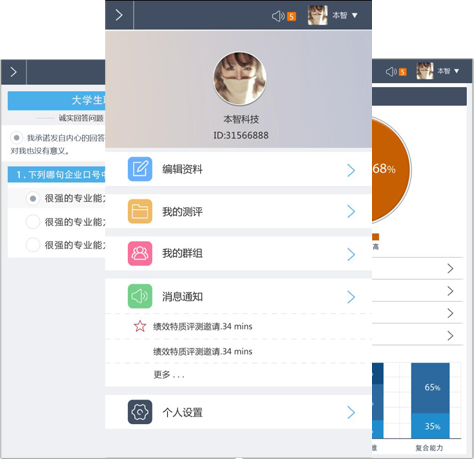 5 本智
本智科技
ID:31566888
编辑资料
我的测评
我的群组
消息通知
绩效特质评测邀请.34 mins
绩效特质评测邀请.34 mins
更多 . . .
个人设置
大学生
诚实回答问题
我承诺发自内心的回答
对我也没有意义。
1.下列哪句企业口号
很强的专业能
很强的专业能
很强的专业能
5 本智
68%
高
65%
35%
复合能力